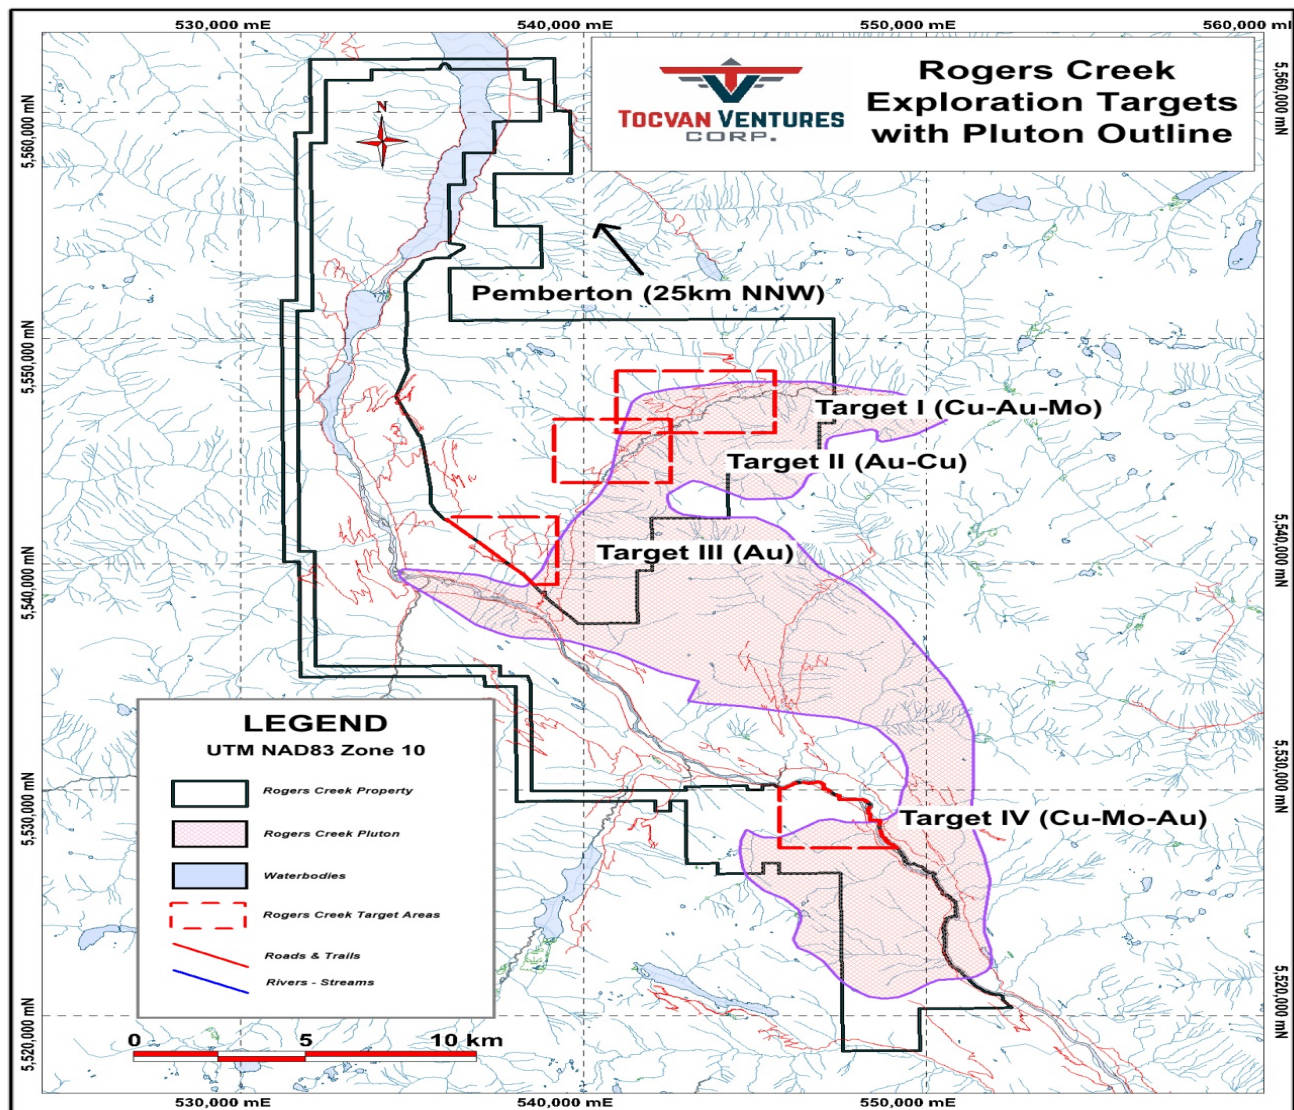 530,000 mE
540,000 mE
550,000 mE
560,000 mE
TOCVAN VENTURES
CORP.
Rogers Creek
Exploration Targets
with Pluton Outline
N
5,560,000 mN
5,560,000 mN
Pemberton (25km NNW)
5,550,000 mN
5,550,000 mN
Target I (Cu-Au-Mo)
Target II (Au-Cu)
Target III (Au)
5,540,000 mN
5,540,000 mN
LEGEND
UTM NAD83 Zone 10
Rogers Creek Property
Rogers Creek Pluton
Waterbodies
Rogers Creek Target Areas
Roads & Trails
Rivers - Streams
5,530,000 mN
5,530,000 mN
Target IV (Cu-Mo-Au)
5,520,000 mN
5,520,000 mN
0 5 10 km
530,000 mE
540,000 mE
550,000 mE